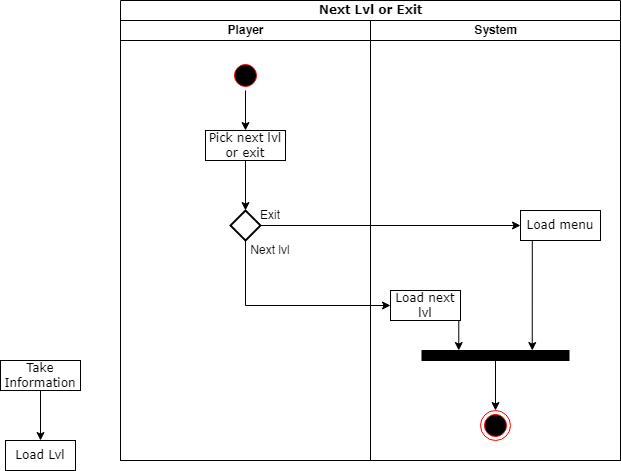 Next Lvl or Exit
Player
System
Pick next lvl
or exit
Exit
Load menu
Next lvl
Load next
lvl
Take
Information
Load Lvl